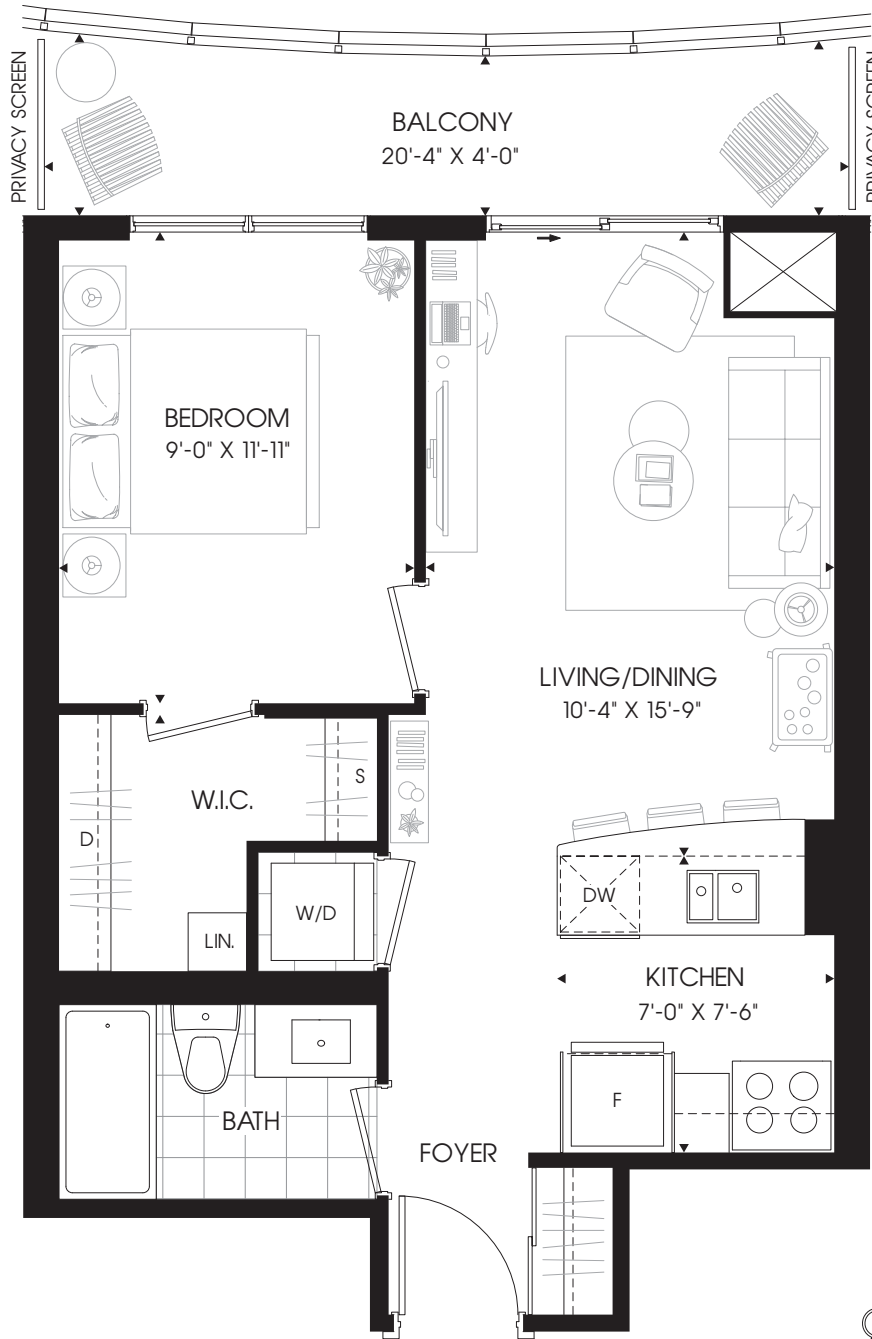 PRIVACY SCREEN
PRIVACY SCREEN
BALCONY
20'-4" X 4'-0"
BEDROOM
9'-0" X 11'-11"
LIVING/DINING
10'-4" X 15'-9"
S
W.I.C.
D
DW
W/D
LIN.
KITCHEN
7'-0" X 7'-6"
F
BATH
FOYER